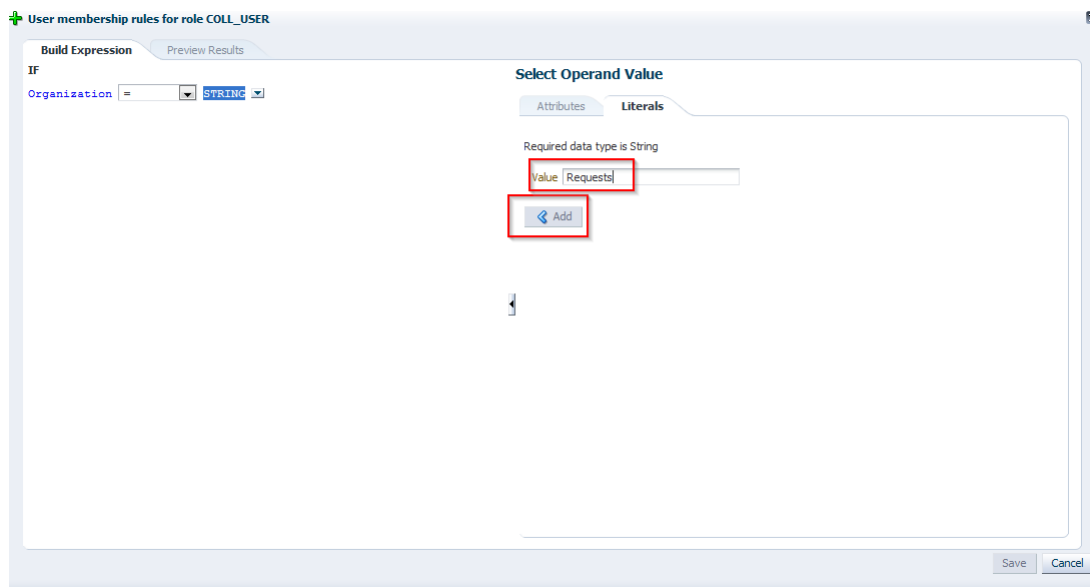 User membership rules for role COLL_USER
Build Expression Preview Results
IF
Organization = STRING
Select Operand Value
Attributes Literals
Required data type is String
Value Requests
Add
Save Cancel